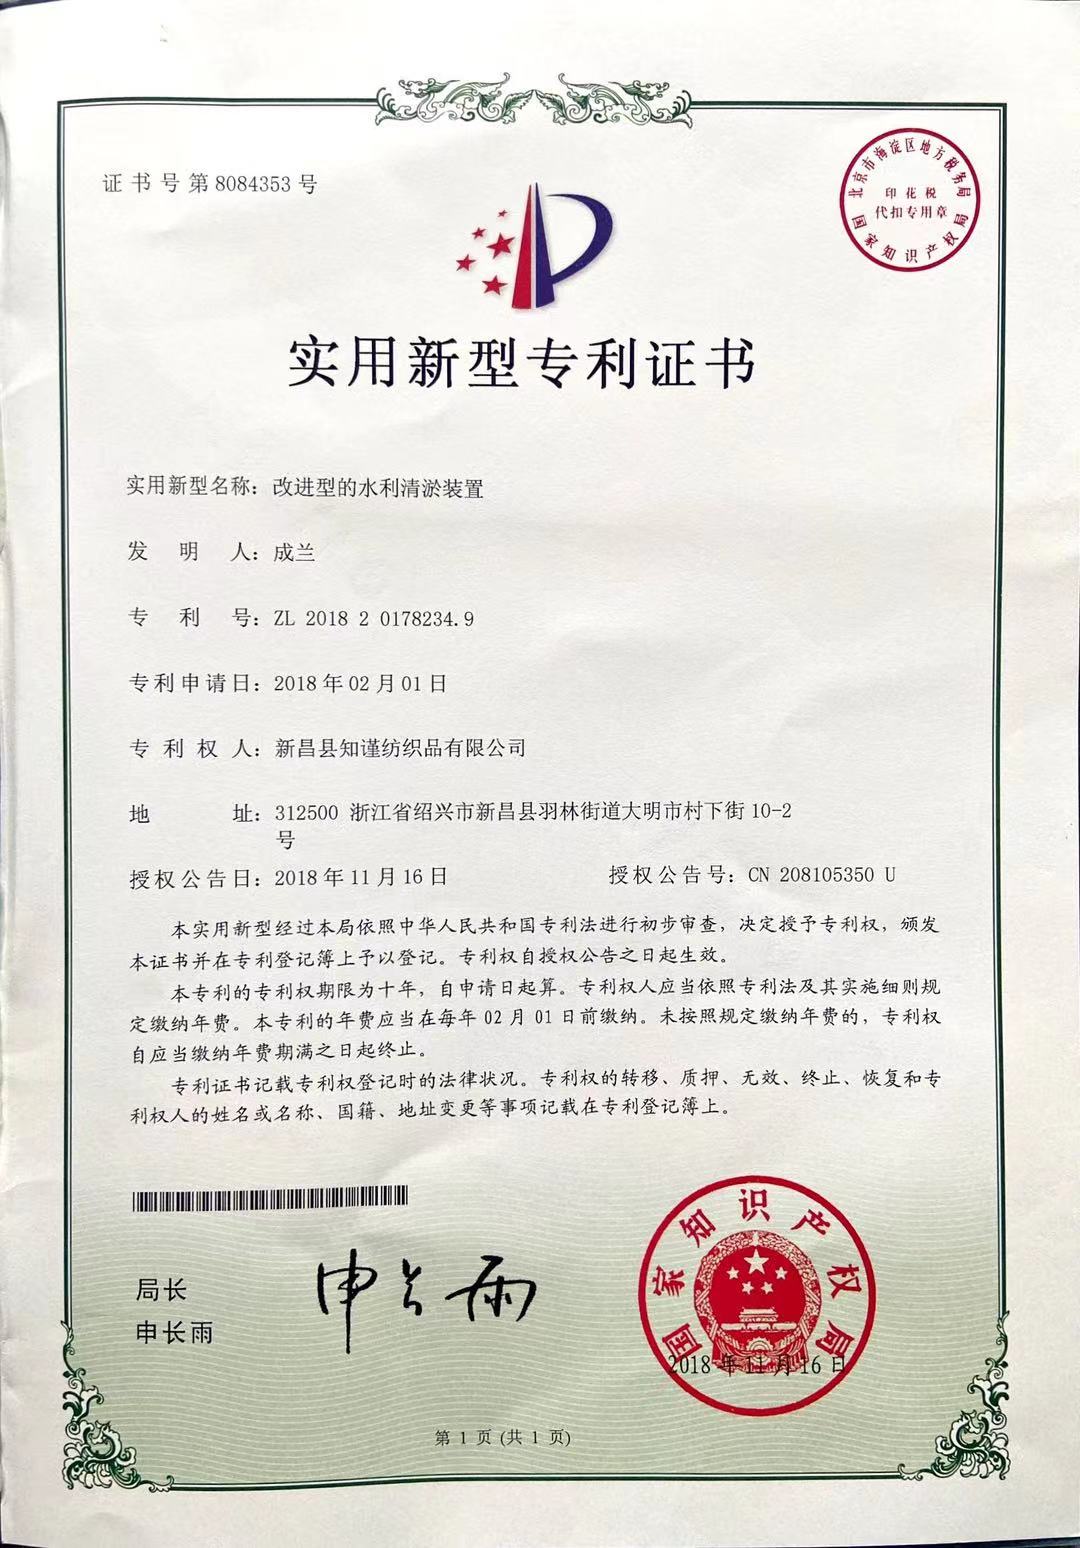 证书号第8084353号
北京市海淀区地方税务局
印花税
代扣专用章
国家知识产权局
实用新型专利证书
实用新型名称：改进型的水利清淤装置
发明人：成兰
专利号：ZL 2018 2 0178234.9
专利申请日：2018年02月01日
专利权人：新昌县知谨纺织品有限公司
地址：312500 浙江省绍兴市新昌县羽林街道大明市村下街10-2
号
授权公告日：2018年11月16日 授权公告号：CN 208105350 U
本实用新型经过本局依照中华人民共和国专利法进行初步审查，决定授予专利权，颁发
本证书并在专利登记簿上予以登记。专利权自授权公告之日起生效。
本专利的专利权期限为十年，自申请日起算。专利权人应当依照专利法及其实施细则规
定缴纳年费。本专利的年费应当在每年02月01日前缴纳。未按照规定缴纳年费的，专利权
自应当缴纳年费期满之日起终止。
专利证书记载专利权登记时的法律状况。专利权的转移、质押、无效、终止、恢复和专
利权人的姓名或名称、国籍、地址变更等事项记载在专利登记簿上。
局长
申长雨
申长雨
国家知识产权局
2018年11月16日
第 1 页 (共 1 页)